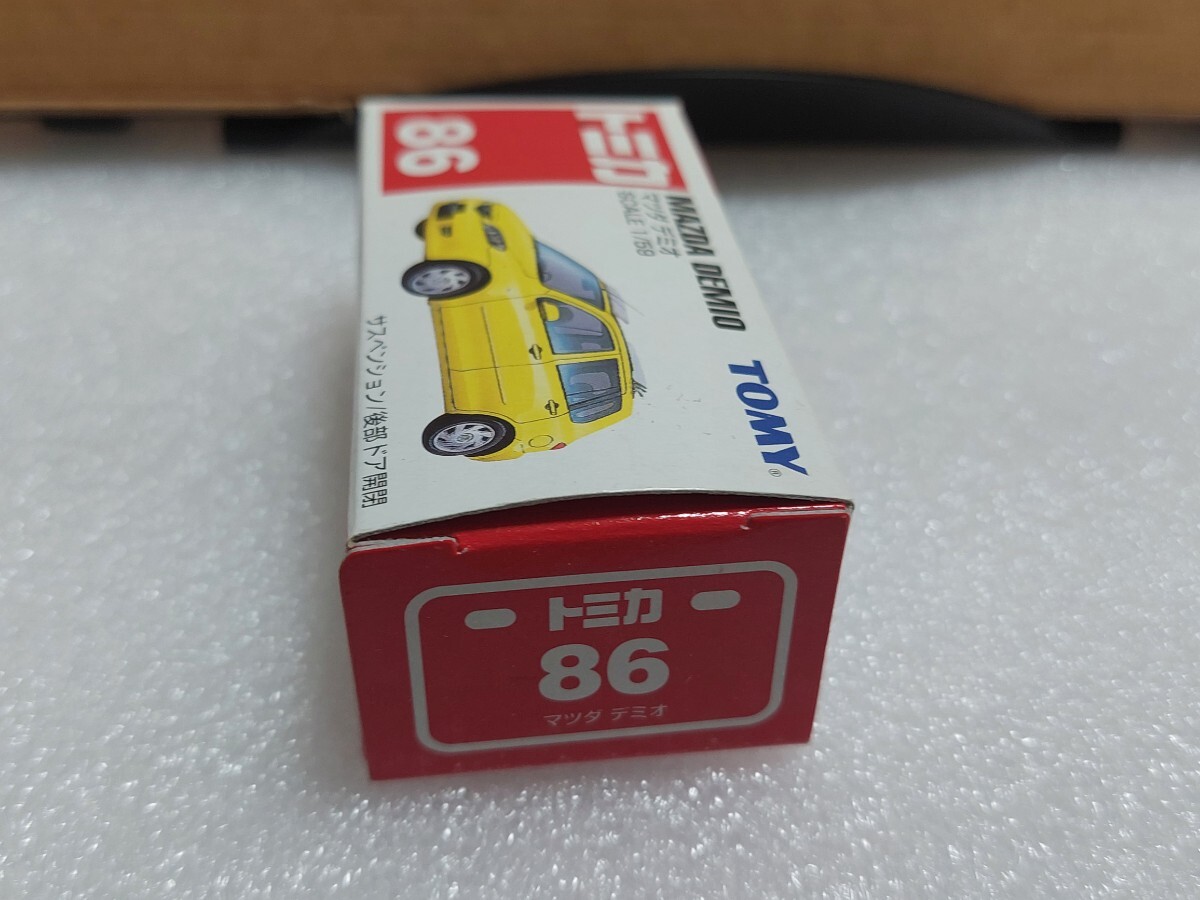 トミカ
86
MAZDA DEMIO
マツダ デミオ
SCALE 1/59
TOMY®
サスペンション/後部ドア開閉
トミカ
86
マツダ デミオ